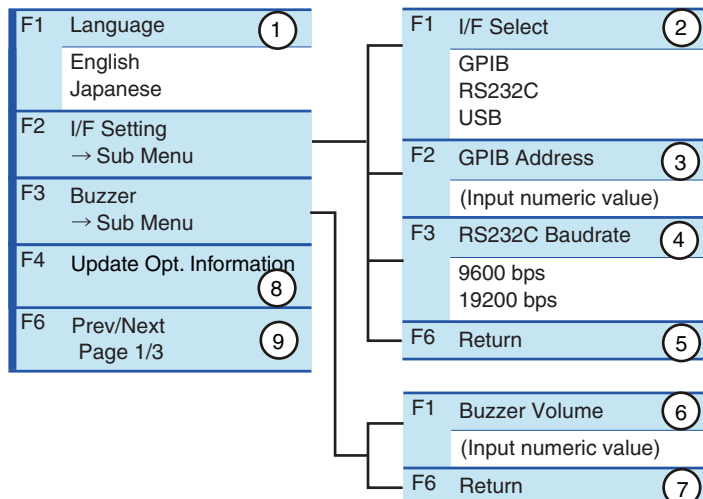 F1 Language 1
English
Japanese
F2 I/F Setting
→ Sub Menu
F3 Buzzer
→ Sub Menu
F4 Update Opt. Information
8
F6 Prev/Next
Page 1/3 9
F1 I/F Select 2
GPIB
RS232C
USB
F2 GPIB Address 3
(Input numeric value)
F3 RS232C Baudrate 4
9600 bps
19200 bps
F6 Return 5
F1 Buzzer Volume 6
(Input numeric value)
F6 Return 7